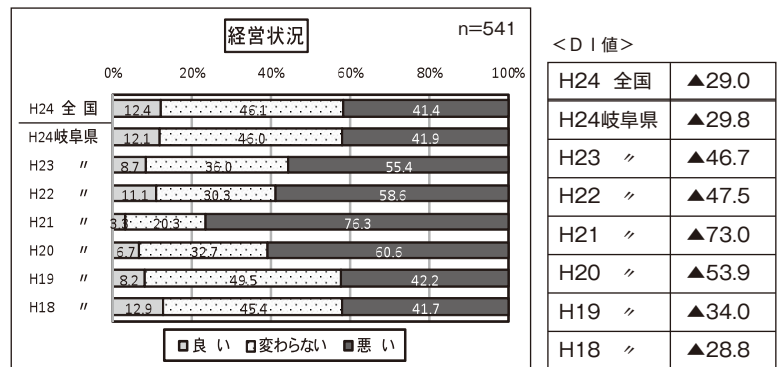 経営状況
n=541
0% 20% 40% 60% 80% 100%
H24 全 国 12.4 46.1 41.4
H24岐阜県 12.1 46.0 41.9
H23 〃 8.7 36.0 55.4
H22 〃 11.1 30.3 58.6
H21 〃 3.3 20.3 76.3
H20 〃 6.7 32.7 60.6
H19 〃 8.2 49.5 42.2
H18 〃 12.9 45.4 41.7
良 い 変わらない 悪 い
<ＤＩ値>
H24 全国 ▲29.0
H24岐阜県 ▲29.8
H23 〃 ▲46.7
H22 〃 ▲47.5
H21 〃 ▲73.0
H20 〃 ▲53.9
H19 〃 ▲34.0
H18 〃 ▲28.8